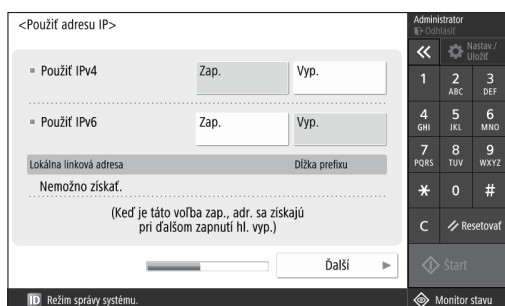 <Použiť adresu IP>
Použiť IPv4
Zap.
Vyp.
Použiť IPv6
Zap.
Vyp.
Lokálna linková adresa
Dĺžka prefixu
Nemožno získať.
(Keď je táto voľba zap., adr. sa získajú
pri ďalšom zapnutí hl. vyp.)
Ďalší
ID Režim správy systému.
Administrator
Odhlásiť
Nastav./
Uložiť
1
2
3
ABC
DEF
4
5
6
GHI
JKL
MNO
7
8
9
PQRS
TUV
WXYZ
*
0
#
C
Resetovať
Štart
Monitor stavu